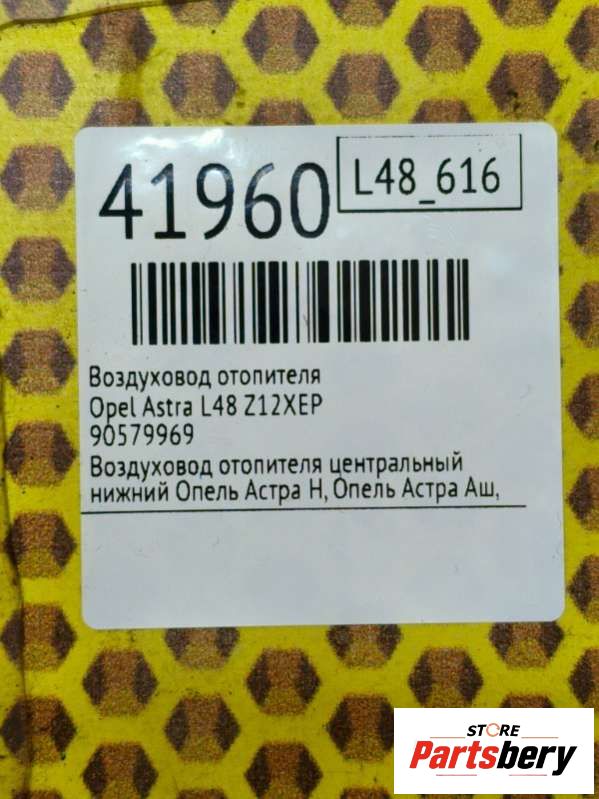 41960
L48_616
Воздуховод отопителя
Opel Astra L48 Z12XEP
90579969
Воздуховод отопителя центральный
нижний Опель Астра H, Опель Астра Аш,
STORE
Partsbery